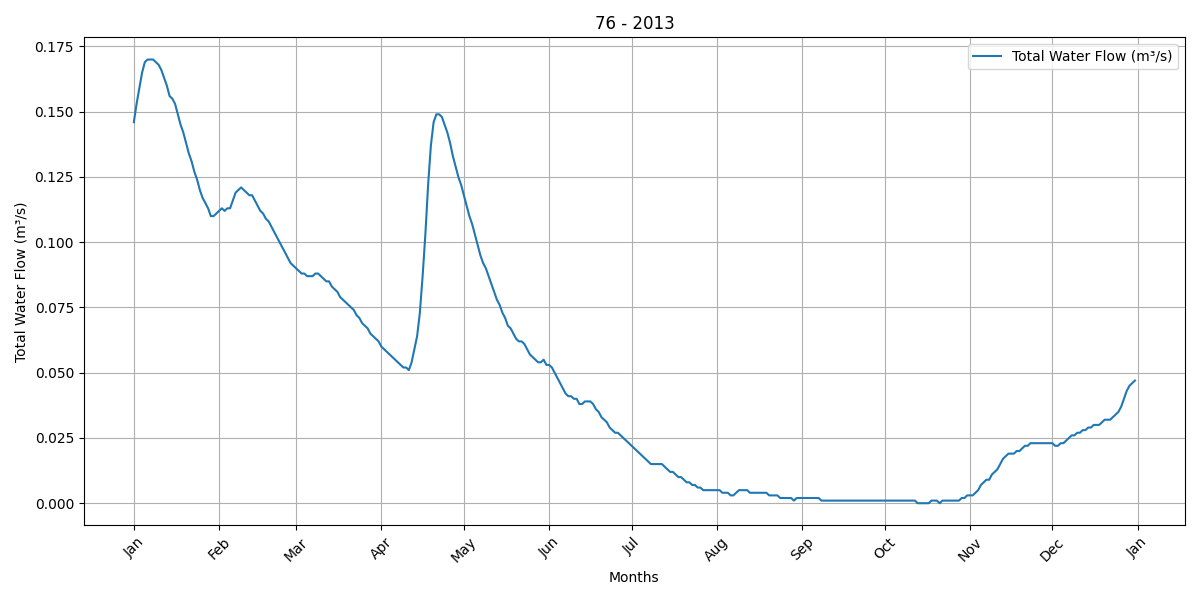 76 - 2013
Total Water Flow (m³/s)
Total Water Flow (m³/s)
0.175
0.150
0.125
0.100
0.075
0.050
0.025
0.000
Jan
Feb
Mar
Apr
May
Jun
Jul
Aug
Sep
Oct
Nov
Dec
Jan
Months